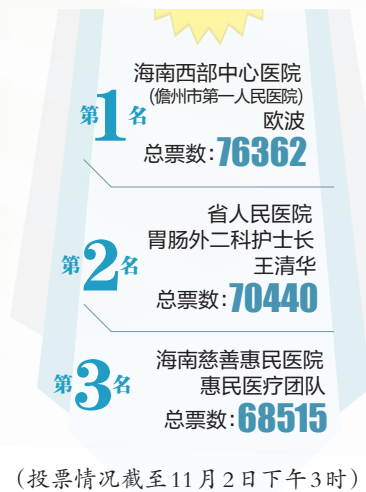 海南西部中心医院
(儋州市第一人民医院)
第1名
欧波
总票数:76362
省人民医院
胃肠外二科护士长
第2名
王清华
总票数:70440
海南慈善惠民医院
第3名
惠民医疗团队
总票数:68515
(投票情况截至11月2日下午3时)